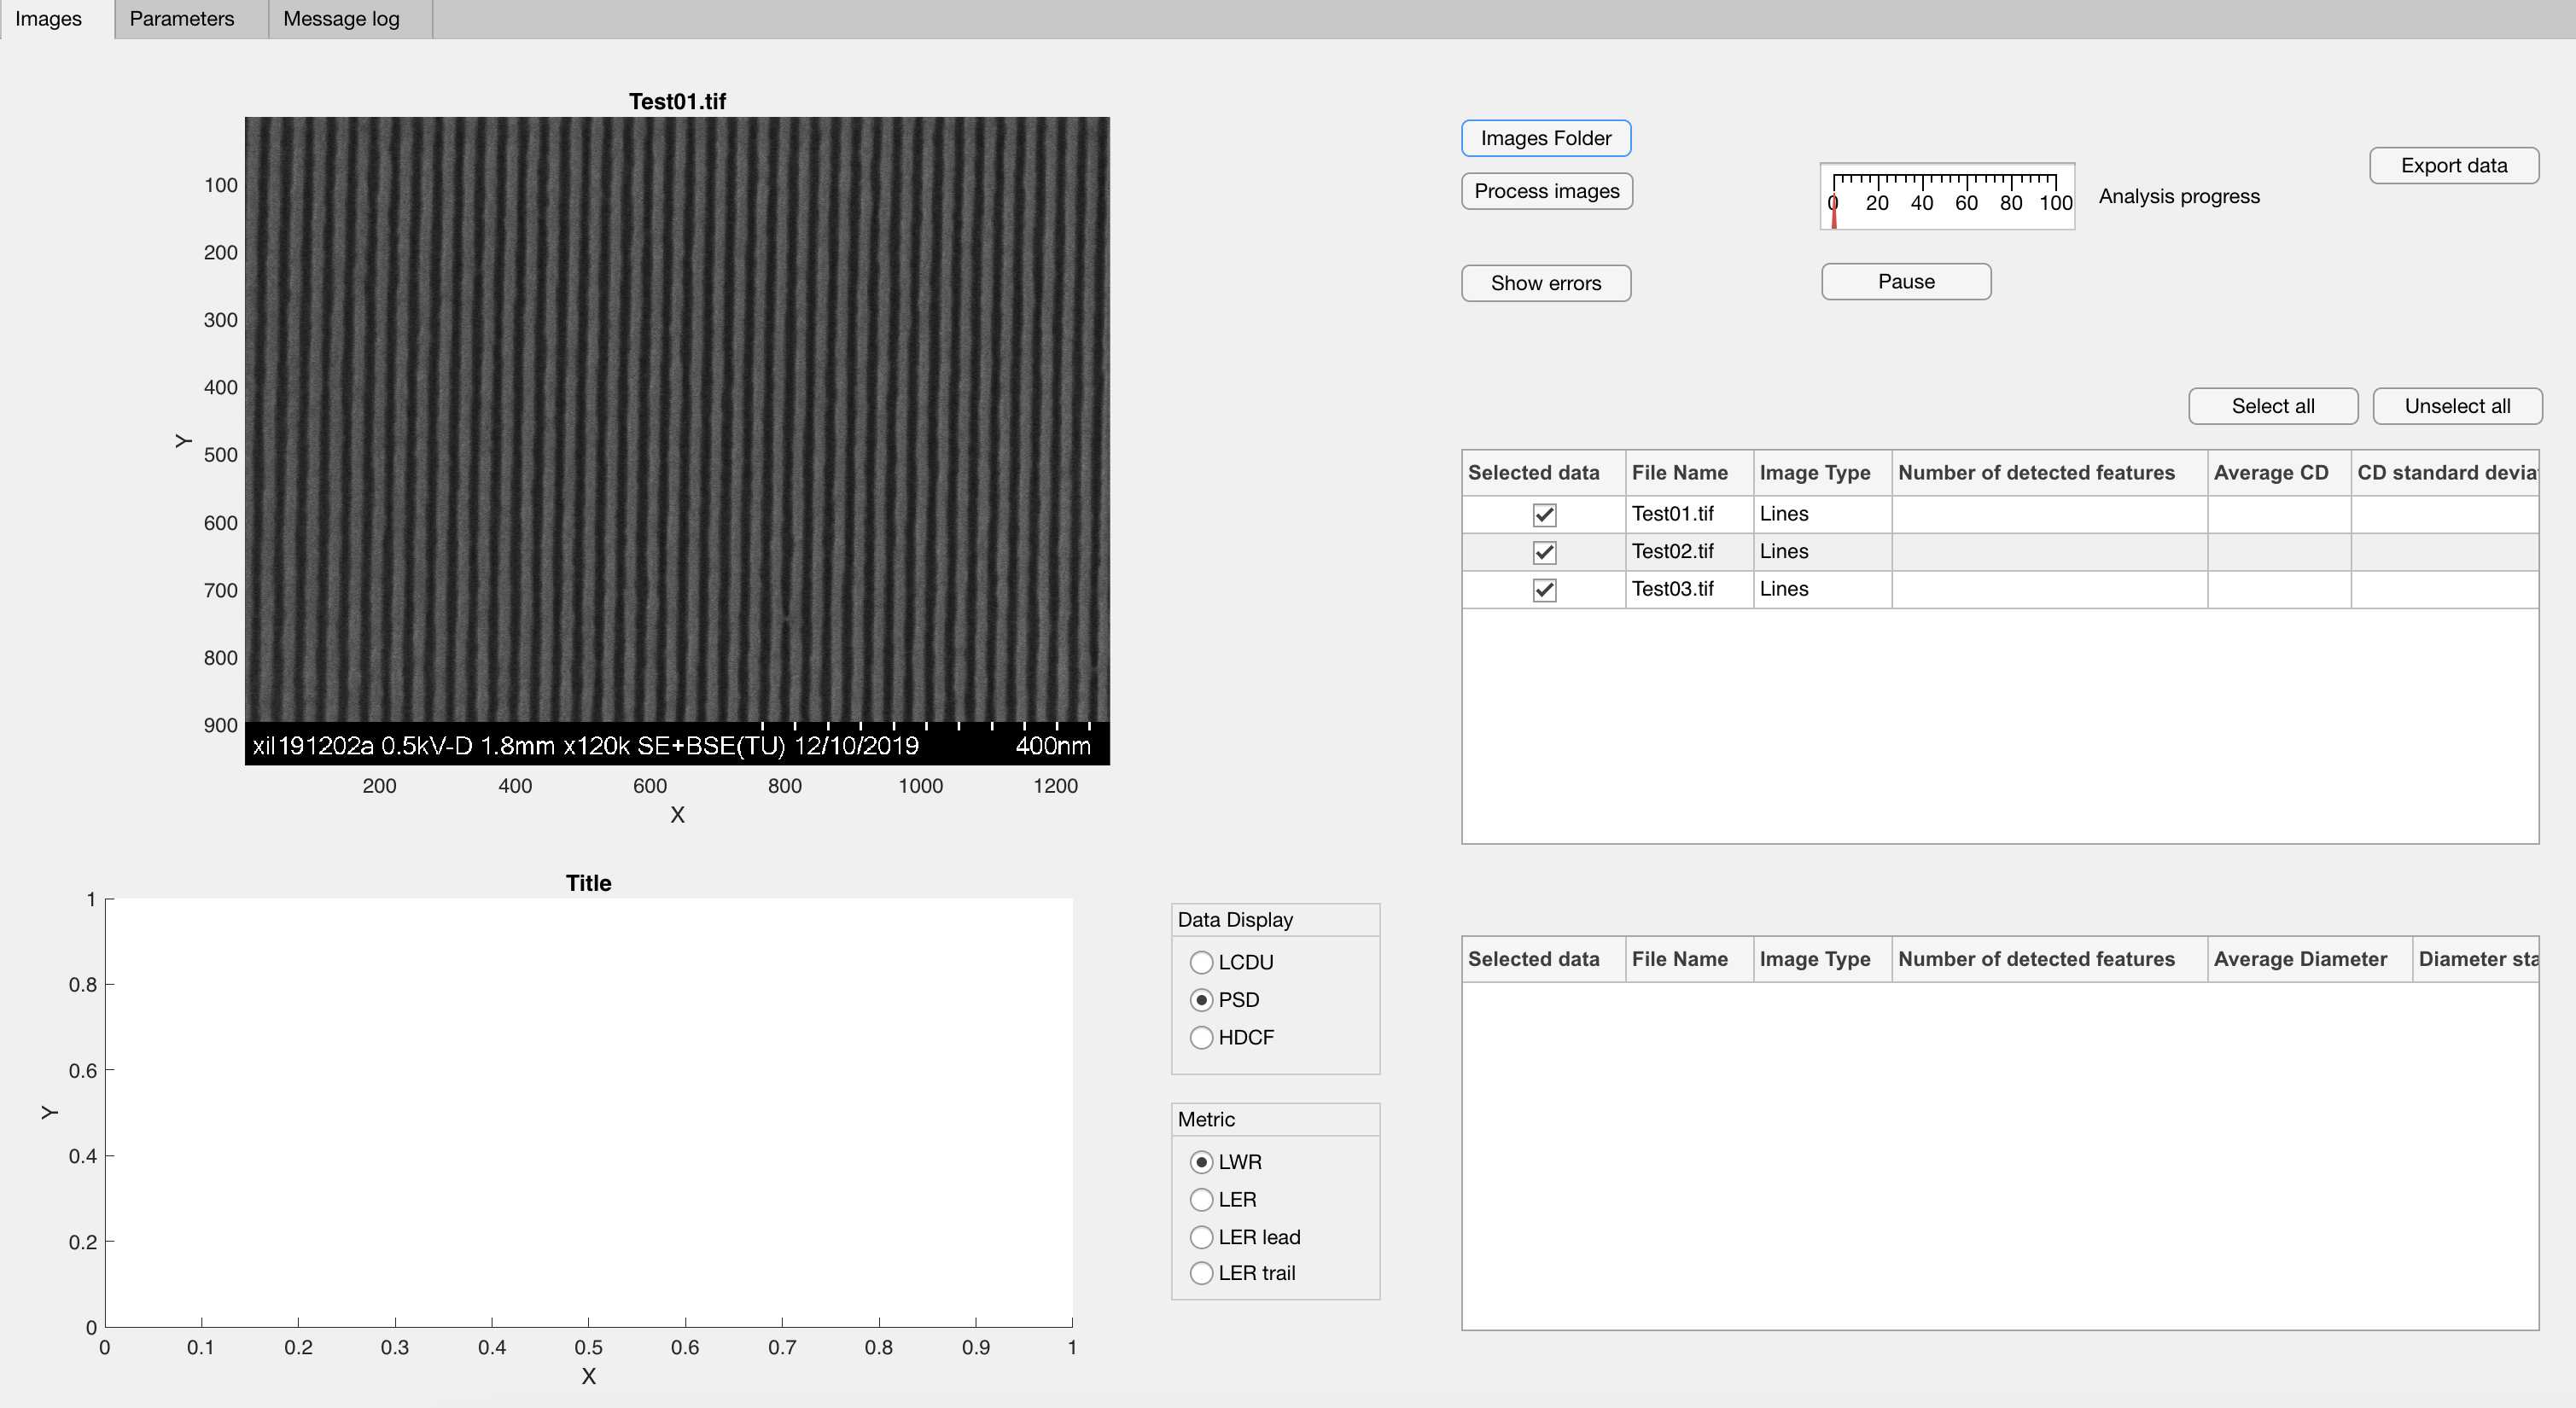 Images Parameters Message log
Test01.tif
100
200
300
400
500
600
700
800
900
Y
xil191202a 0.5kV-D 1.8mm x120k SE+BSE(TU) 12/10/2019 400nm
200 400 600 800 1000 1200
X
Images Folder
Process images
Show errors
0 20 40 60 80 100
Analysis progress
Pause
Export data
Select all Unselect all
Selected data File Name Image Type Number of detected features Average CD CD standard devia
Test01.tif Lines
Test02.tif Lines
Test03.tif Lines
Title
1
0.8
0.6
0.4
0.2
0
Y
0 0.1 0.2 0.3 0.4 0.5 0.6 0.7 0.8 0.9 1
X
Data Display
LCDU
PSD
HDCF
Metric
LWR
LER
LER lead
LER trail
Selected data File Name Image Type Number of detected features Average Diameter Diameter sta